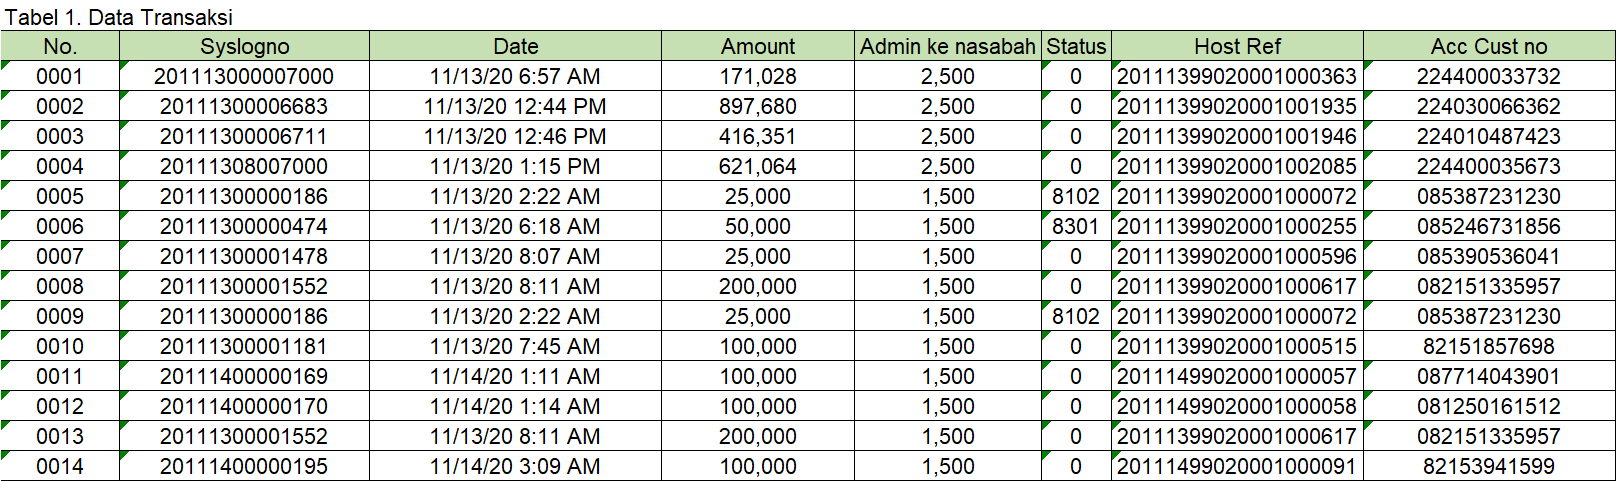 Tabel 1. Data Transaksi
No. Syslogno Date Amount Admin ke nasabah Status Host Ref Acc Cust no
0001 201113000007000 11/13/20 6:57 AM 171,028 2,500 0 20111399020001000363 224400033732
0002 20111300006683 11/13/20 12:44 PM 897,680 2,500 0 20111399020001001935 224030066362
0003 20111300006711 11/13/20 12:46 PM 416,351 2,500 0 20111399020001001946 224010487423
0004 20111308007000 11/13/20 1:15 PM 621,064 2,500 0 20111399020001002085 224400035673
0005 20111300000186 11/13/20 2:22 AM 25,000 1,500 8102 20111399020001000072 085387231230
0006 20111300000474 11/13/20 6:18 AM 50,000 1,500 8301 20111399020001000255 085246731856
0007 20111300001478 11/13/20 8:07 AM 25,000 1,500 0 20111399020001000596 085390536041
0008 20111300001552 11/13/20 8:11 AM 200,000 1,500 0 20111399020001000617 082151335957
0009 20111300000186 11/13/20 2:22 AM 25,000 1,500 8102 20111399020001000072 085387231230
0010 20111300001181 11/13/20 7:45 AM 100,000 1,500 0 20111399020001000515 82151857698
0011 20111400000169 11/14/20 1:11 AM 100,000 1,500 0 20111499020001000057 087714043901
0012 20111400000170 11/14/20 1:14 AM 100,000 1,500 0 20111499020001000058 081250161512
0013 20111300001552 11/13/20 8:11 AM 200,000 1,500 0 20111399020001000617 082151335957
0014 20111400000195 11/14/20 3:09 AM 100,000 1,500 0 20111499020001000091 82153941599